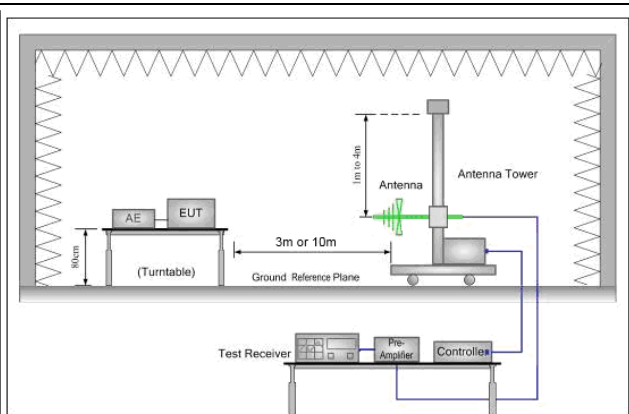 1m to 4m
Antenna
Antenna Tower
AE
EUT
80cm
(Turntable)
3m or 10m
Ground Reference Plane
Test Receiver
Pre-
Amplifier
Controller